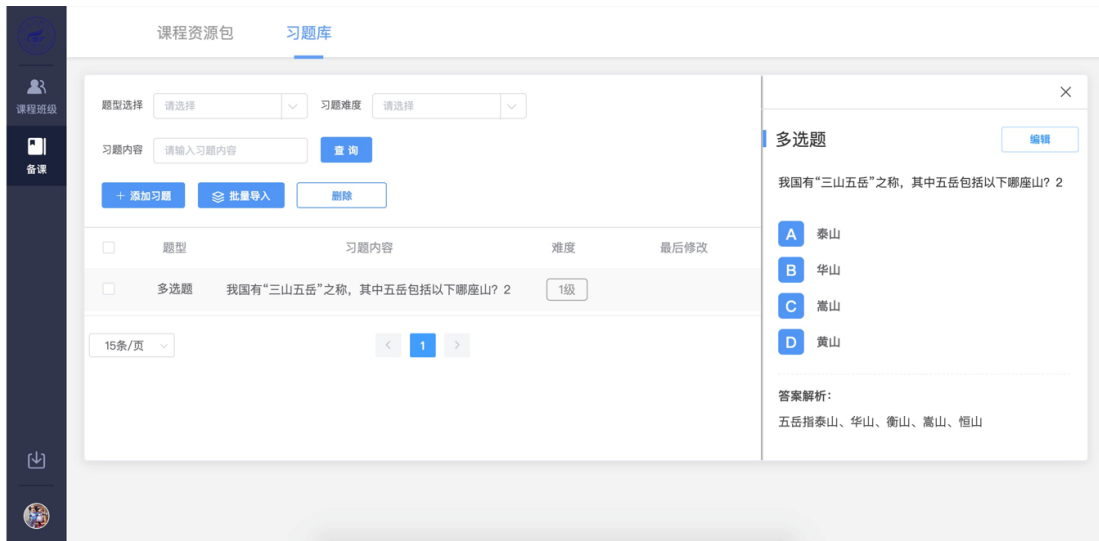 课程资源包 习题库
课程班级
备课
题型选择 请选择 习题难度 请选择
习题内容 请输入习题内容 查询
+ 添加习题 批量导入 删除
题型 习题内容 难度 最后修改
多选题 我国有“三山五岳”之称，其中五岳包括以下哪座山？2 1级
15条/页 < 1 >
多选题 编辑
我国有“三山五岳”之称，其中五岳包括以下哪座山？2
A 泰山
B 华山
C 嵩山
D 黄山
答案解析：
五岳指泰山、华山、衡山、嵩山、恒山